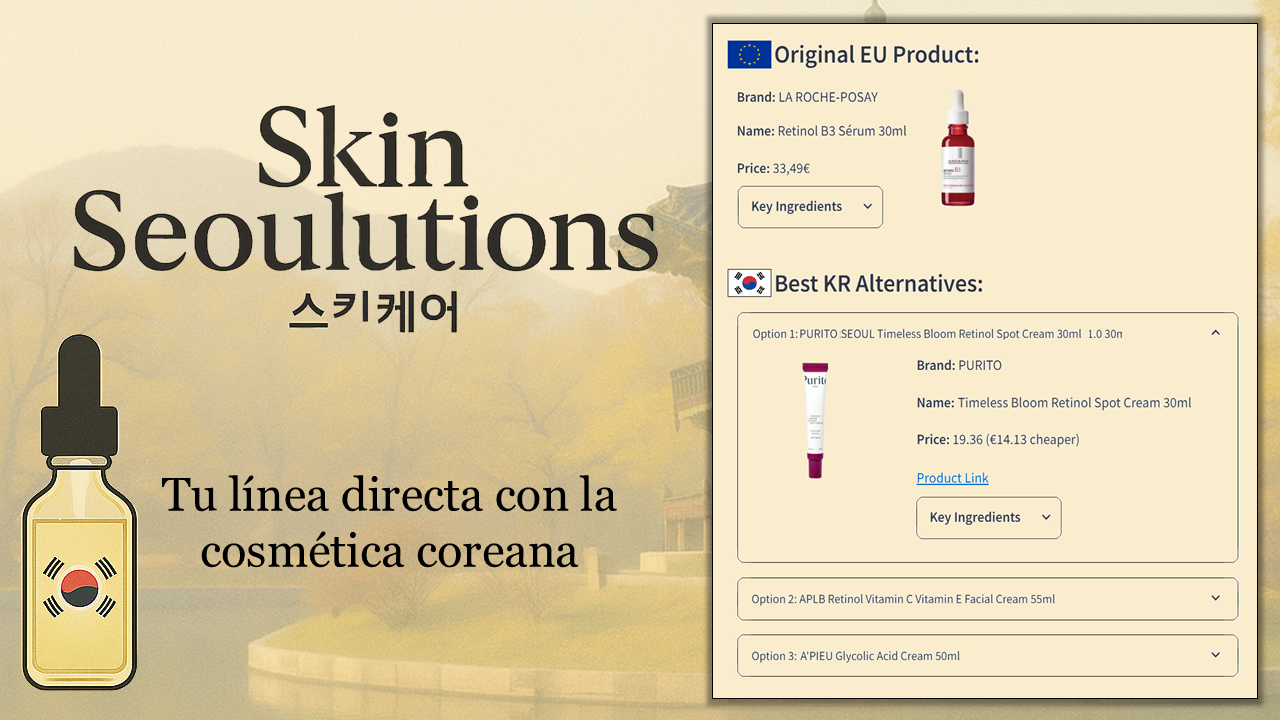 Skin
Seoulutions
스키케어
Tu línea directa con la
cosmética coreana
Original EU Product:
Brand: LA ROCHE-POSAY
Name: Retinol B3 Sérum 30ml
Price: 33,49€
Key Ingredients
Best KR Alternatives:
Option 1: PURITO SEOUL Timeless Bloom Retinol Spot Cream 30ml 1.0 30n
Purito
Brand: PURITO
Name: Timeless Bloom Retinol Spot Cream 30ml
Price: 19.36 (€14.13 cheaper)
Product Link
Key Ingredients
Option 2: APLB Retinol Vitamin C Vitamin E Facial Cream 55ml
Option 3: A'PIEU Glycolic Acid Cream 50ml